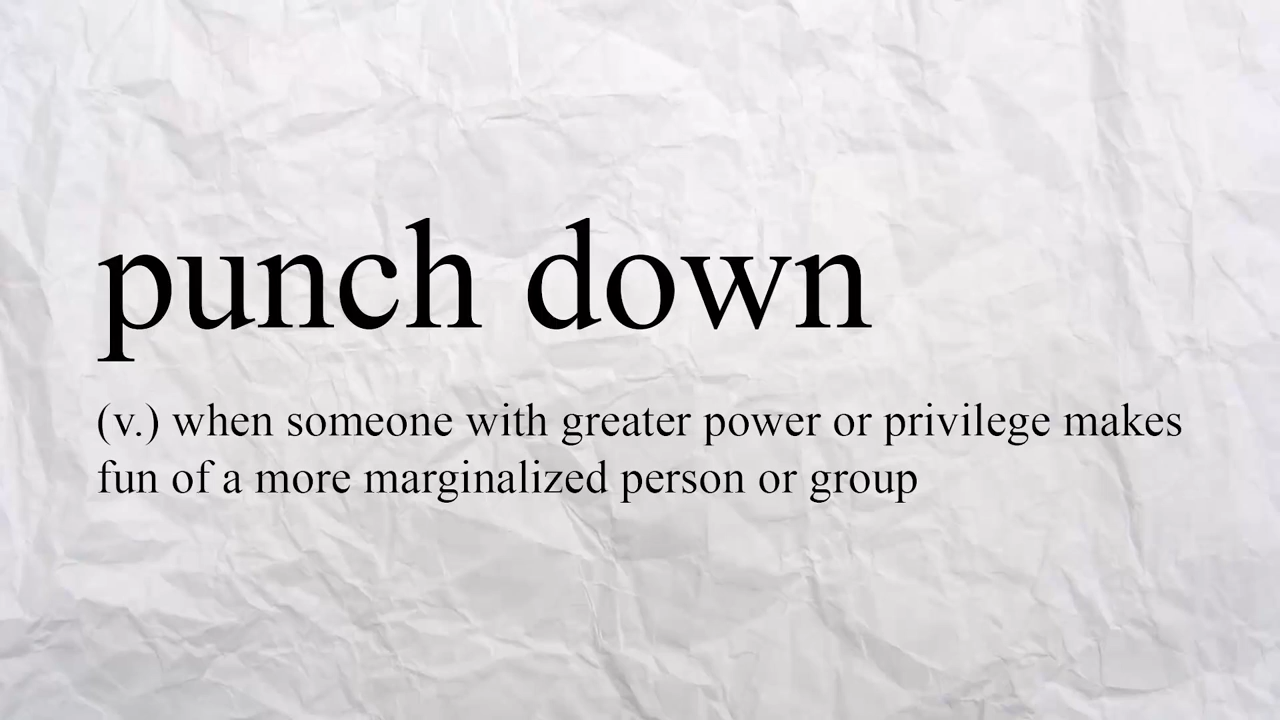 punch down
(v.) when someone with greater power or privilege makes
fun of a more marginalized person or group